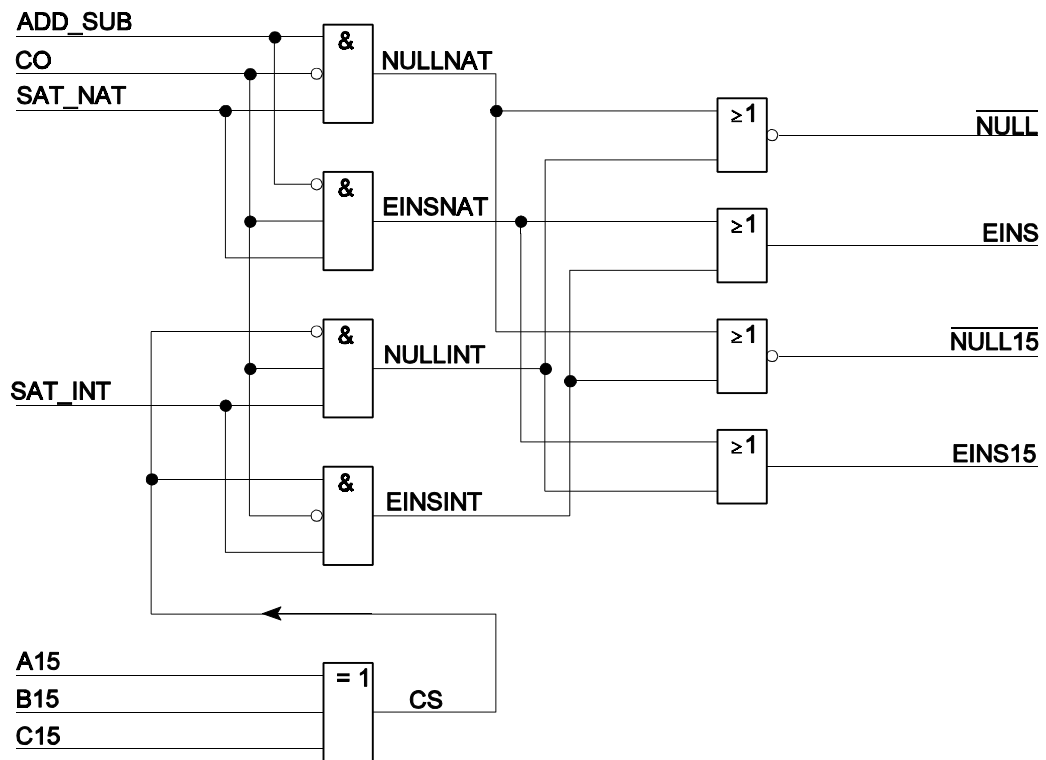 ADD_SUB
CO
SAT_NAT
&
NULLNAT
≥1
NULL
&
EINSNAT
≥1
EINS
&
NULLINT
≥1
NULL15
SAT_INT
&
EINSINT
≥1
EINS15
A15
B15
C15
= 1
CS